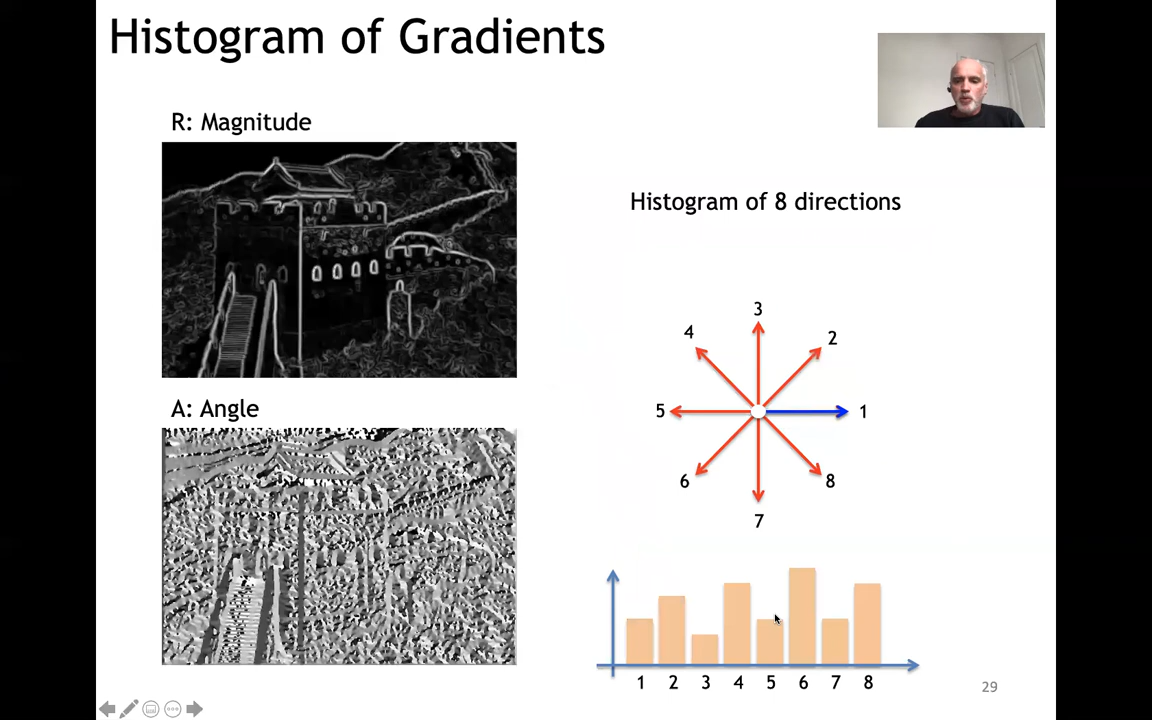 Histogram of Gradients
R: Magnitude
A: Angle
Histogram of 8 directions
3
4
2
5
1
6
8
7
1 2 3 4 5 6 7 8
29